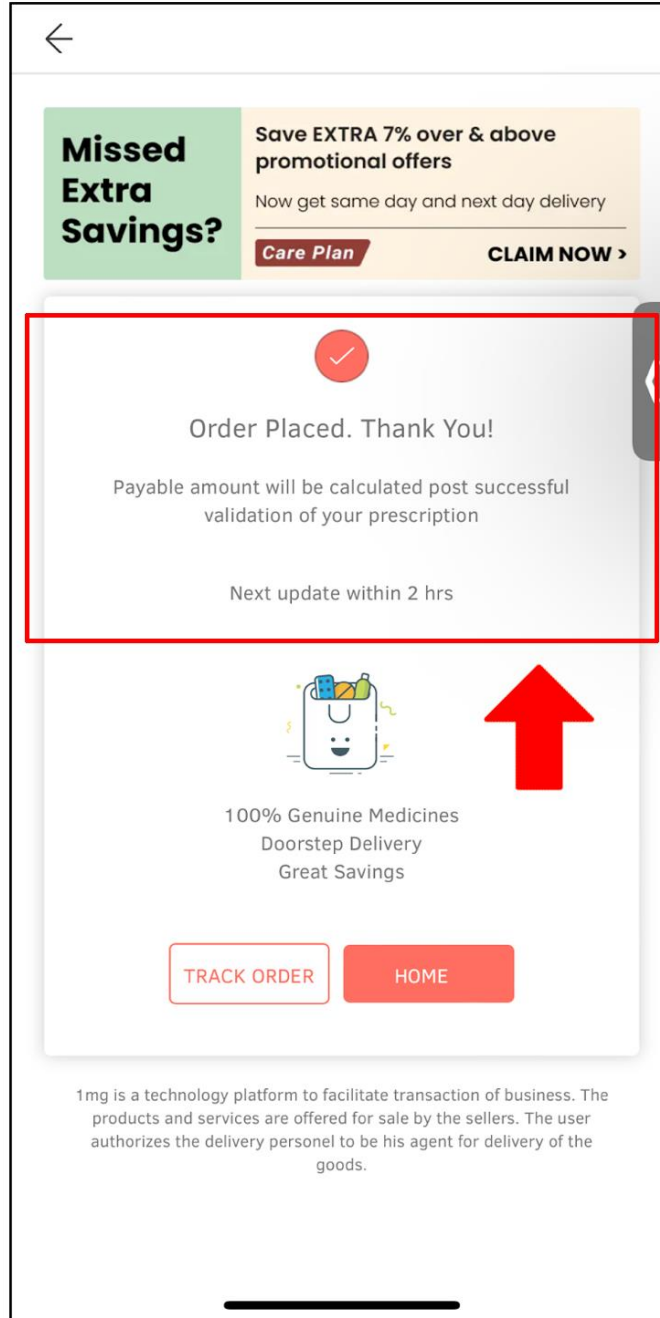 Missed
Extra
Savings?
Save EXTRA 7% over & above
promotional offers
Now get same day and next day delivery
Care Plan
CLAIM NOW >
Order Placed. Thank You!
Payable amount will be calculated post successful
validation of your prescription
Next update within 2 hrs
100% Genuine Medicines
Doorstep Delivery
Great Savings
TRACK ORDER
HOME
1mg is a technology platform to facilitate transaction of business. The
products and services are offered for sale by the sellers. The user
authorizes the delivery personel to be his agent for delivery of the
goods.